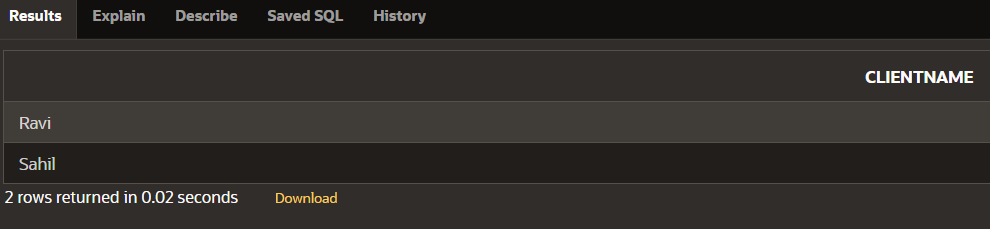 Results Explain Describe Saved SQL History
CLIENTNAME
Ravi
Sahil
2 rows returned in 0.02 seconds Download